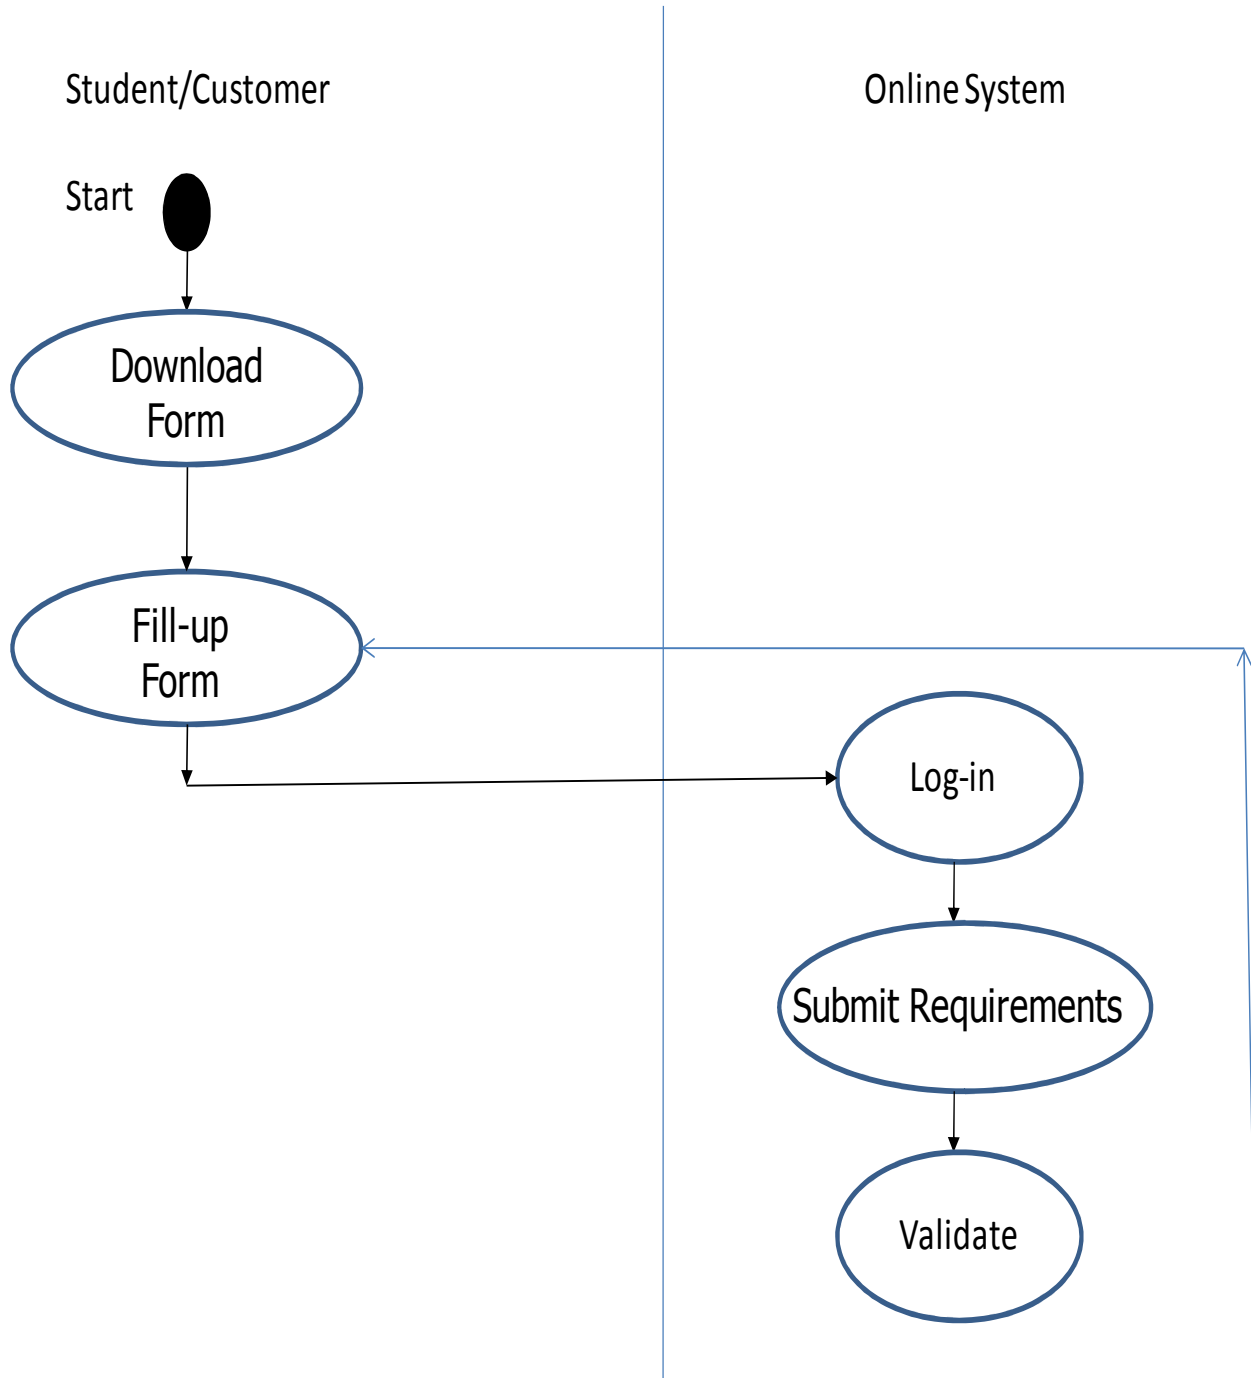 Student/Customer
Online System
Start
Download
Form
Fill-up
Form
Log-in
Submit Requirements
Validate